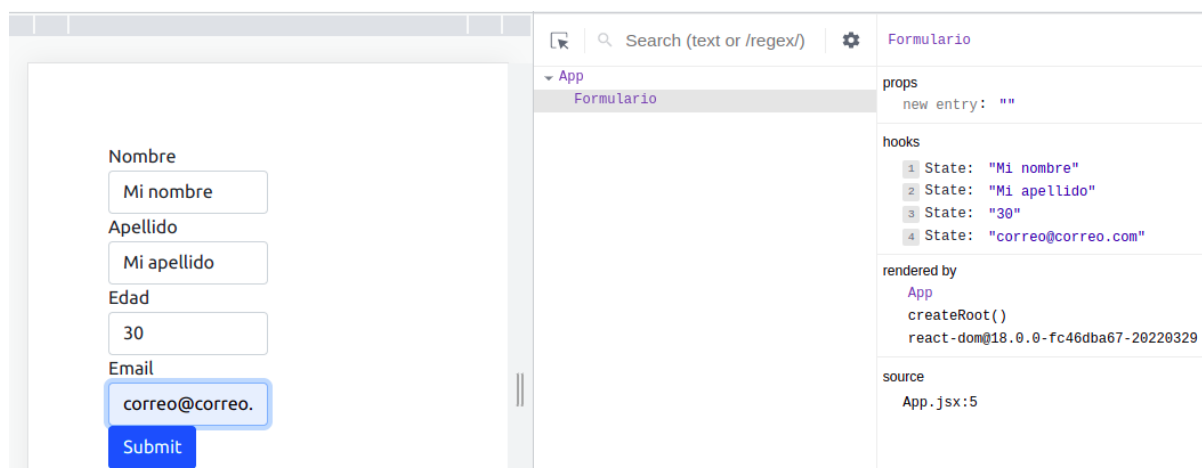 Nombre
Mi nombre
Apellido
Mi apellido
Edad
30
Email
correo@correo.
Submit
Search (text or /regex/)
App
Formulario
Formulario
props
new entry: ""
hooks
1 State: "Mi nombre"
2 State: "Mi apellido"
3 State: "30"
4 State: "correo@correo.com"
rendered by
App
createRoot()
react-dom@18.0.0-fc46dba67-20220329
source
App.jsx:5